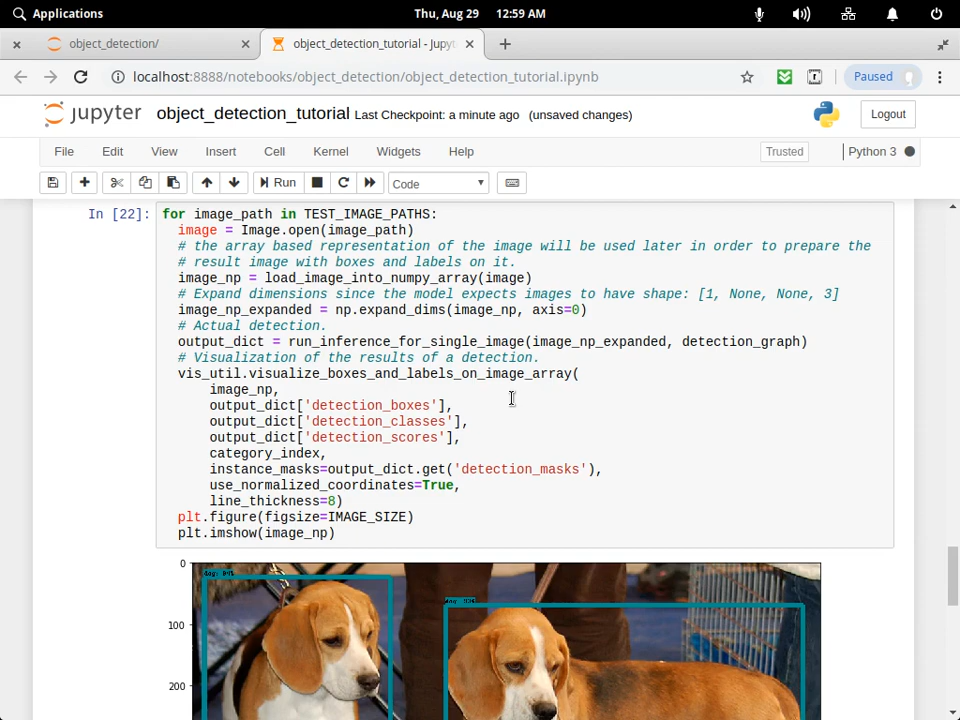 Applications
Thu, Aug 29 12:59 AM
object_detection/
object_detection_tutorial - Jupyt
localhost:8888/notebooks/object_detection/object_detection_tutorial.ipynb
Paused
jupyter object_detection_tutorial Last Checkpoint: a minute ago (unsaved changes)
Logout
File Edit View Insert Cell Kernel Widgets Help
Trusted
Python 3
Run
Code
In [22]:
for image_path in TEST_IMAGE_PATHS:
image = Image.open(image_path)
# the array based representation of the image will be used later in order to prepare the
# result image with boxes and labels on it.
image_np = load_image_into_numpy_array(image)
# Expand dimensions since the model expects images to have shape: [1, None, None, 3]
image_np_expanded = np.expand_dims(image_np, axis=0)
# Actual detection.
output_dict = run_inference_for_single_image(image_np_expanded, detection_graph)
# Visualization of the results of a detection.
vis_util.visualize_boxes_and_labels_on_image_array(
image_np,
output_dict['detection_boxes'],
output_dict['detection_classes'],
output_dict['detection_scores'],
category_index,
instance_masks=output_dict.get('detection_masks'),
use_normalized_coordinates=True,
line_thickness=8)
plt.figure(figsize=IMAGE_SIZE)
plt.imshow(image_np)
0
100
200